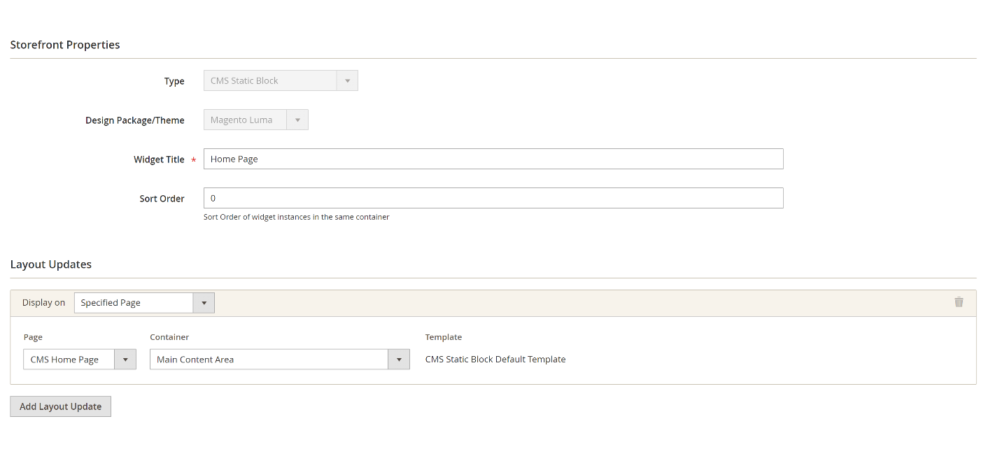 Storefront Properties
Type
CMS Static Block
Design Package/Theme
Magento Luma
Widget Title *
Home Page
Sort Order
0
Sort Order of widget instances in the same container
Layout Updates
Display on
Specified Page
Page
Container
Template
CMS Home Page
Main Content Area
CMS Static Block Default Template
Add Layout Update